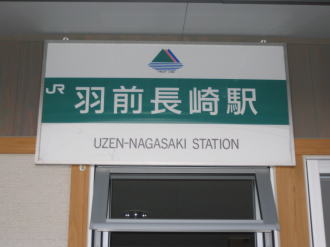 JR
羽前長崎駅
UZEN-NAGASAKI STATION